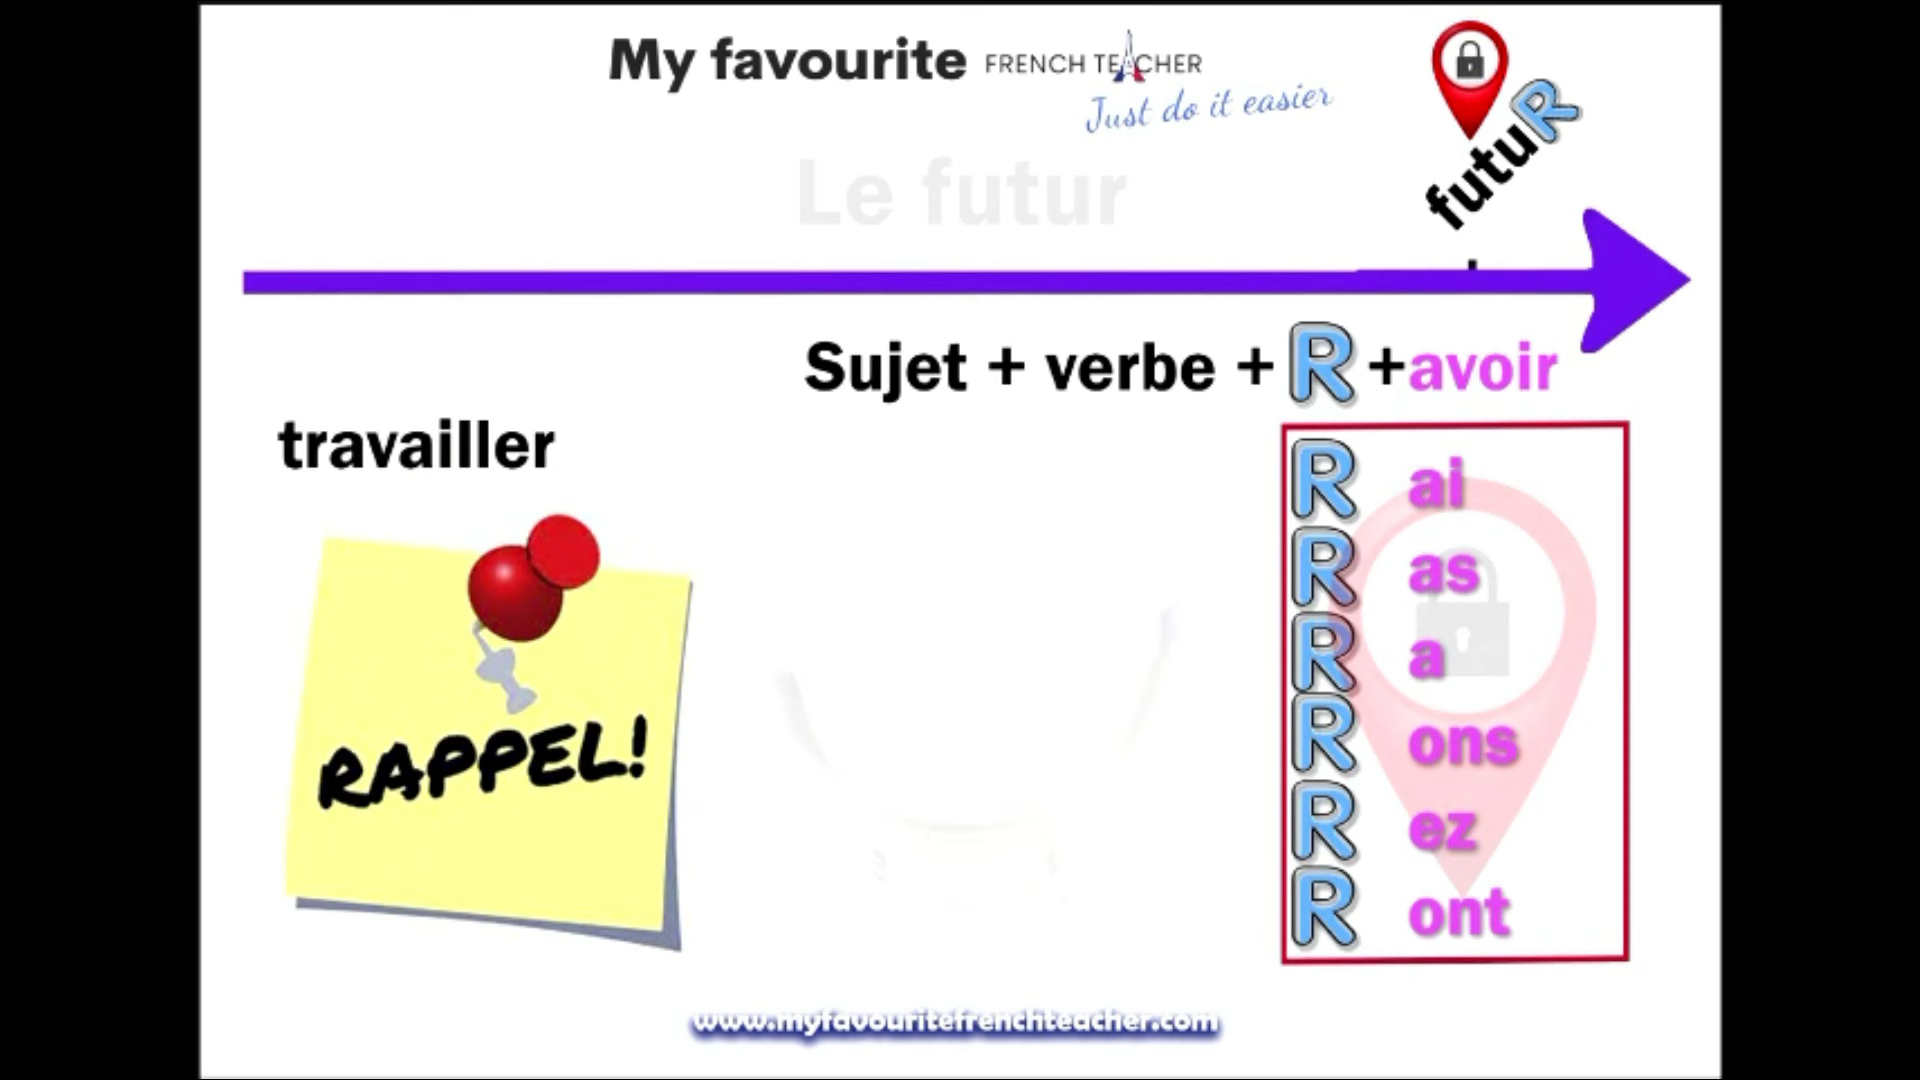 My favourite FRENCH TEACHER
Just do it easier
futuR
Le futur
Sujet + verbe + R +avoir
travailler
R ai
R as
R a
R ons
R ez
R ont
RAPPEL!
www.myfavouritefrenchteacher.com